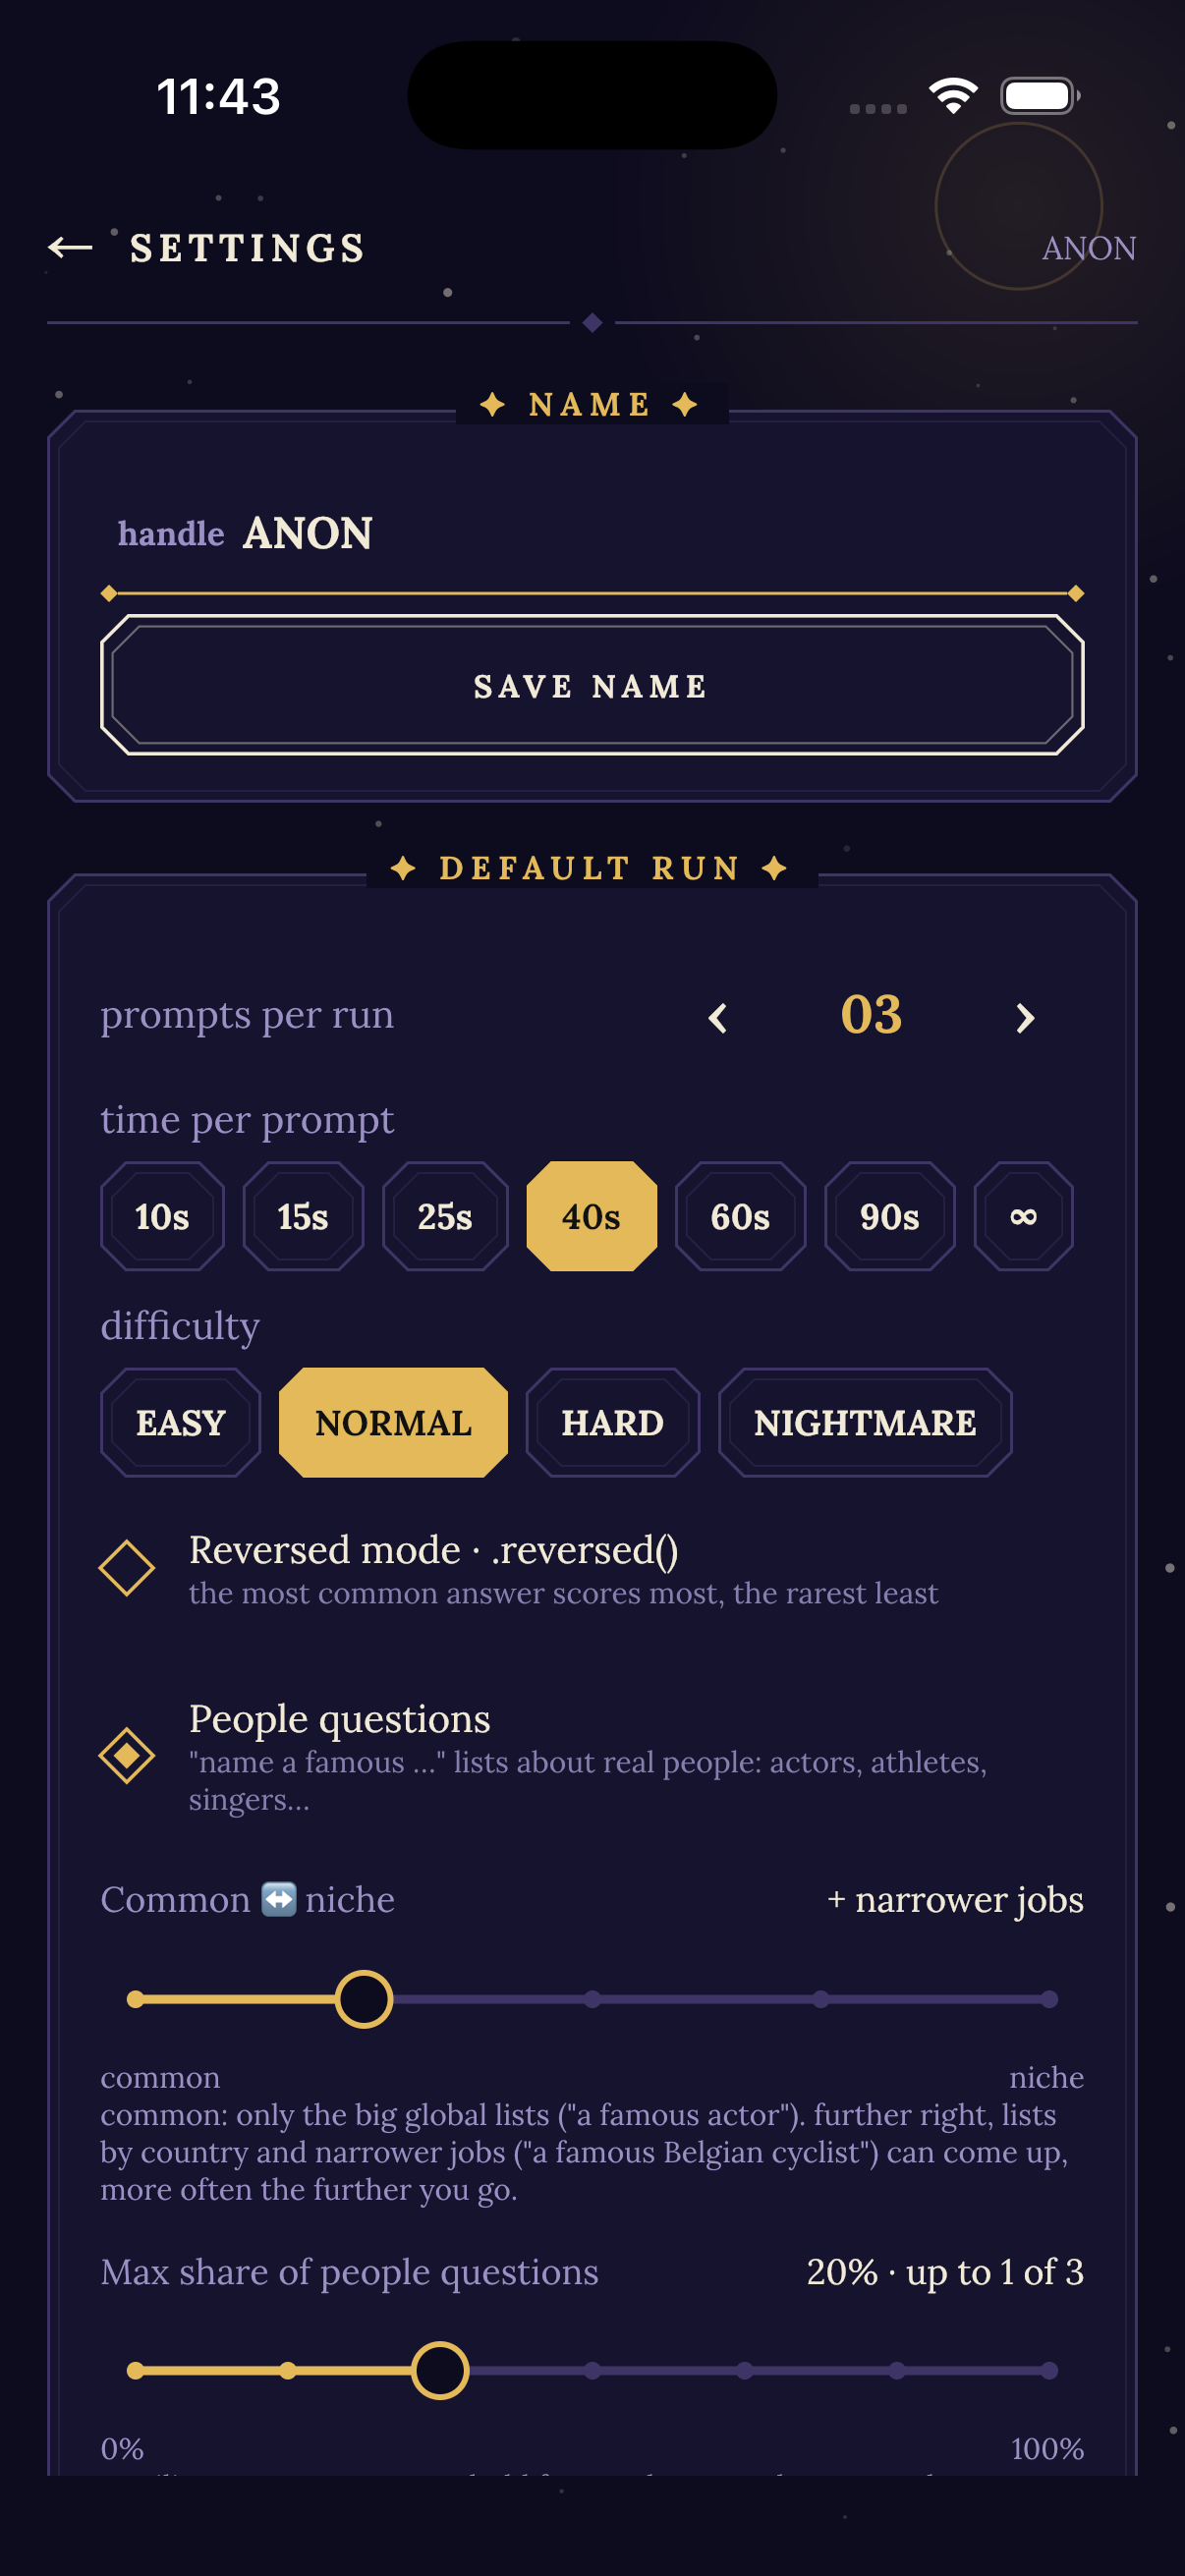 11:43
← SETTINGS
ANON
✦ NAME ✦
handle ANON
SAVE NAME
✦ DEFAULT RUN ✦
prompts per run ‹ 03 ›
time per prompt
10s 15s 25s 40s 60s 90s ∞
difficulty
EASY NORMAL HARD NIGHTMARE
Reversed mode · .reversed()
the most common answer scores most, the rarest least
People questions
"name a famous ..." lists about real people: actors, athletes,
singers...
Common ↔️ niche + narrower jobs
common niche
common: only the big global lists ("a famous actor"). further right, lists
by country and narrower jobs ("a famous Belgian cyclist") can come up,
more often the further you go.
Max share of people questions 20% · up to 1 of 3
0% 100%